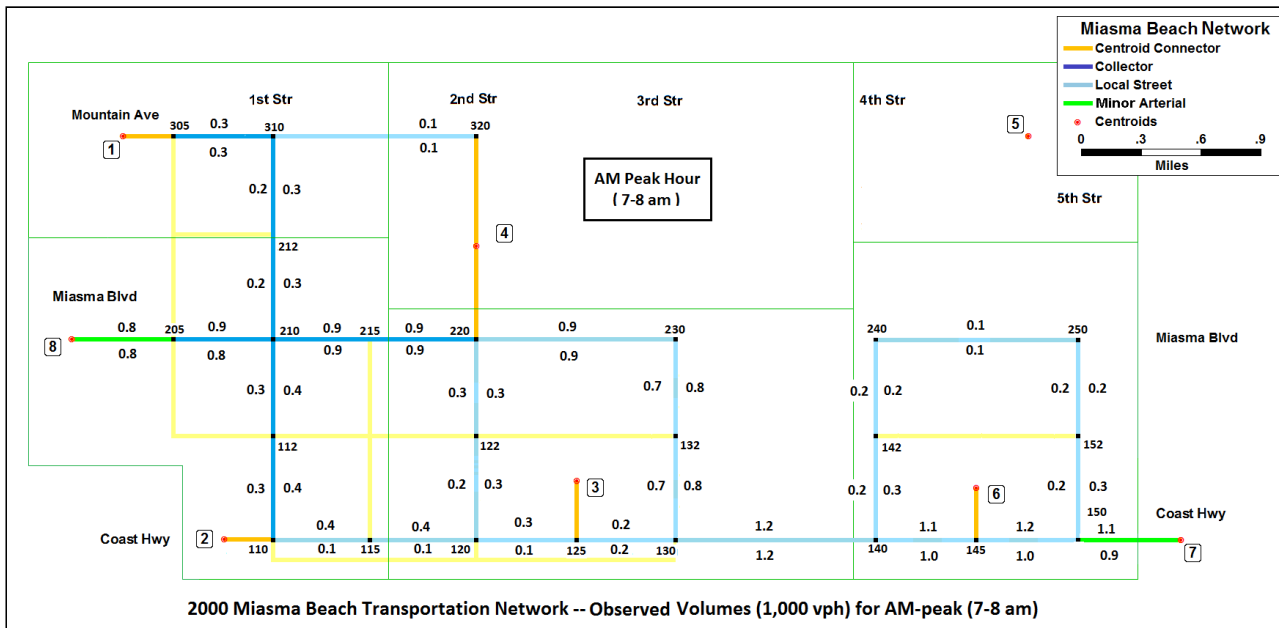 Miasma Beach Network
Centroid Connector
Collector
Local Street
Minor Arterial
Centroids
0 .3 .6 .9
Miles
1st Str 2nd Str 3rd Str 4th Str
5
5th Str
Mountain Ave
305 0.3 310 0.1 320
1 0.3 0.1
AM Peak Hour
( 7-8 am )
0.2 0.3
4
212
0.2 0.3
Miasma Blvd
0.8 205 0.9 210 0.9 215 0.9 220 0.9 230 240 0.1 250 Miasma Blvd
8 0.8 0.8 0.9 0.9 0.9 0.1
0.3 0.4 0.3 0.3 0.7 0.8 0.2 0.2 0.2 0.2
112 122 132 142 152
0.3 0.4 0.2 0.3 3 0.7 0.8 0.2 0.3 6 0.2 0.3
150
Coast Hwy 2 0.4 0.4 0.3 0.2 1.2 1.1 1.2 1.1 Coast Hwy
110 0.1 115 0.1 120 0.1 125 0.2 130 1.2 140 1.0 145 1.0 0.9 7
2000 Miasma Beach Transportation Network -- Observed Volumes (1,000 vph) for AM-peak (7-8 am)